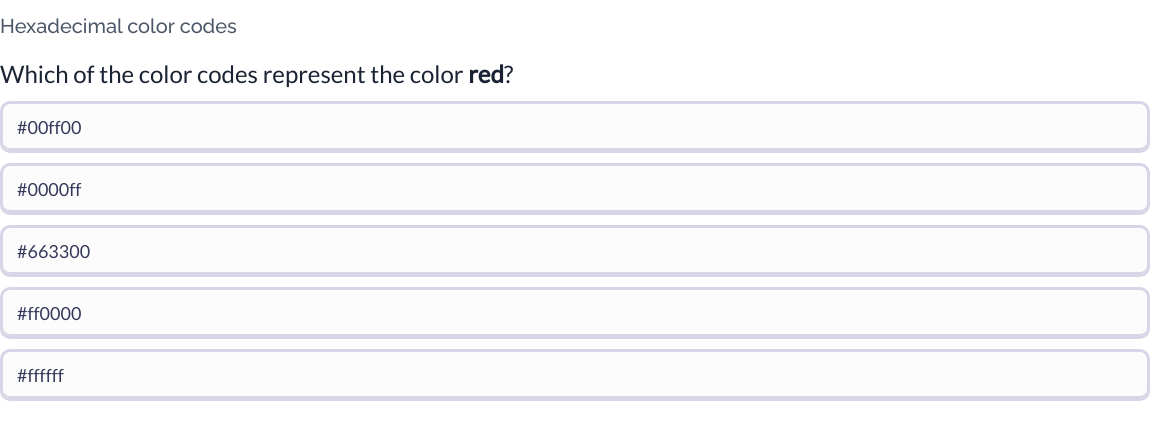 Hexadecimal color codes
Which of the color codes represent the color red?
#00ff00
#0000ff
#663300
#ff0000
#ffffff